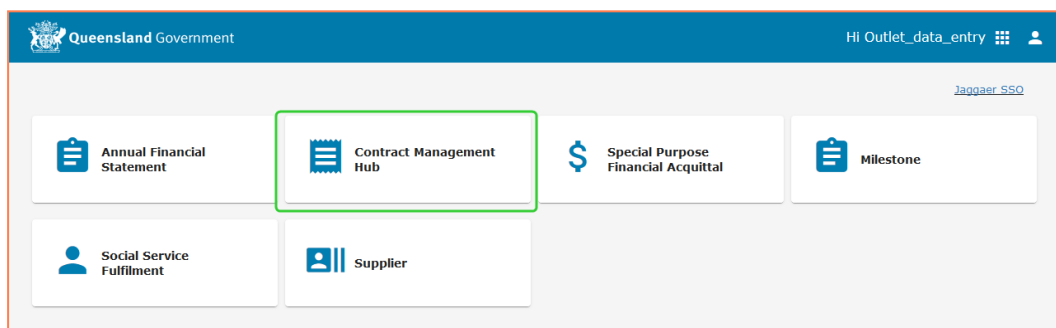 Queensland Government
Hi Outlet_data_entry
Jaggaer SSO
Annual Financial
Statement
Contract Management
Hub
Special Purpose
Financial Acquittal
Milestone
Social Service
Fulfilment
Supplier